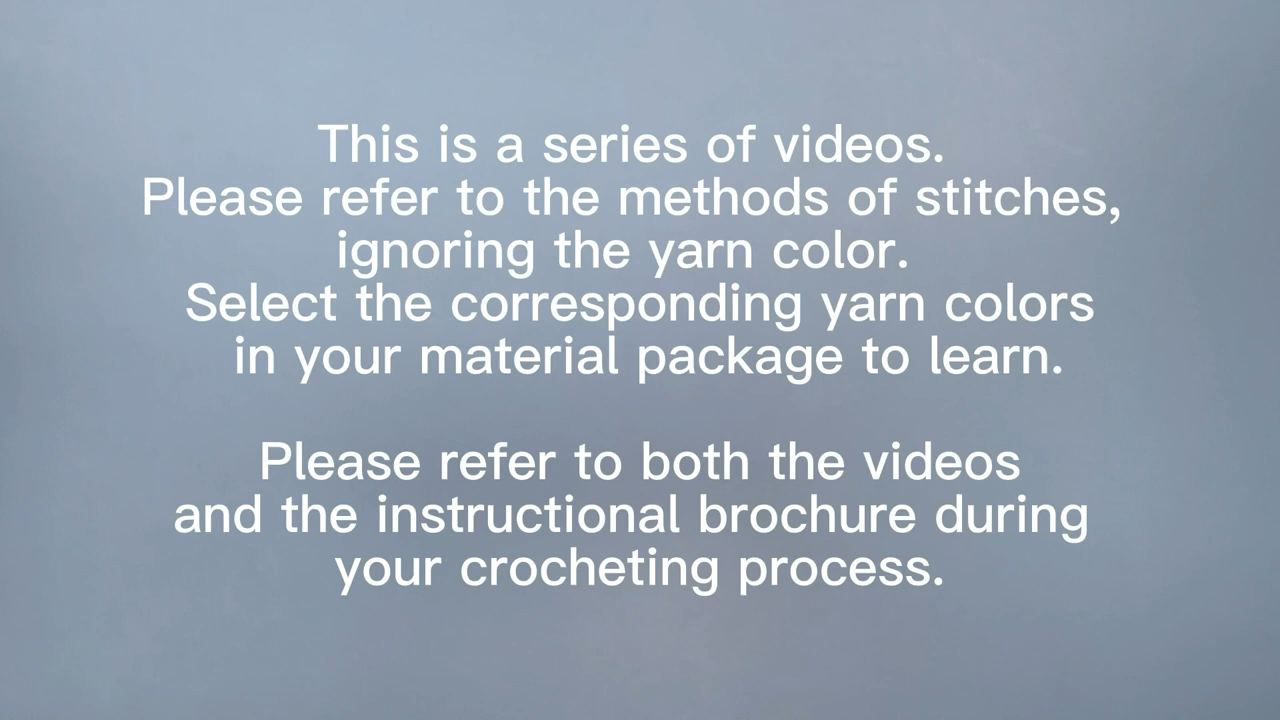 This is a series of videos.
Please refer to the methods of stitches,
ignoring the yarn color.
Select the corresponding yarn colors
in your material package to learn.
Please refer to both the videos
and the instructional brochure during
your crocheting process.